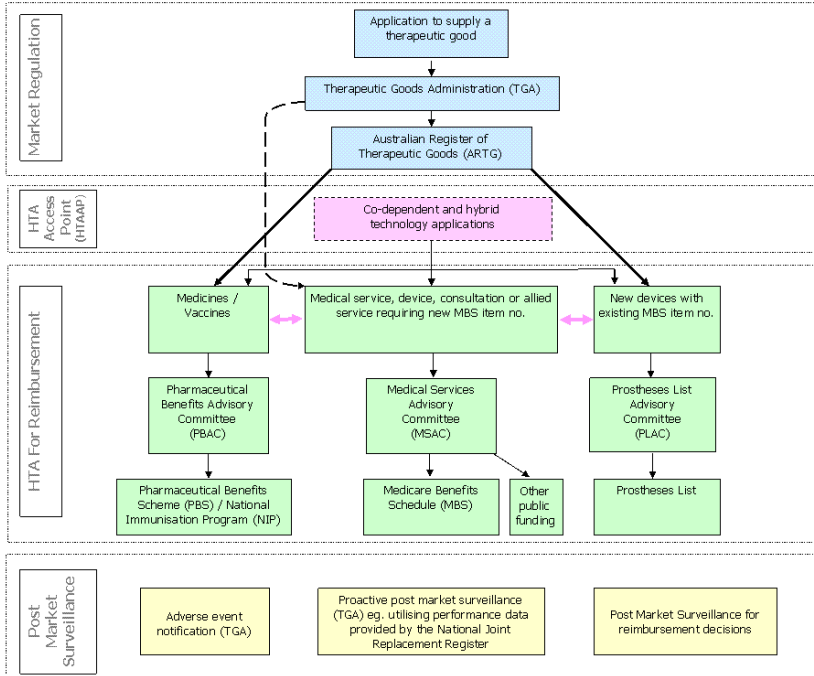 Market Regulation
Application to supply a
therapeutic good
Therapeutic Goods Administration (TGA)
Australian Register of
Therapeutic Goods (ARTG)
HTA
Access
Point
(HTAAP)
Co-dependent and hybrid
technology applications
HTA For Reimbursement
Medicines /
Vaccines
Medical service, device, consultation or allied
service requiring new MBS item no.
New devices with
existing MBS item no.
Pharmaceutical
Benefits Advisory
Committee
(PBAC)
Medical Services
Advisory
Committee
(MSAC)
Prostheses List
Advisory
Committee
(PLAC)
Pharmaceutical Benefits
Scheme (PBS) / National
Immunisation Program (NIP)
Medicare Benefits
Schedule (MBS)
Other
public
funding
Prostheses List
Post
Market
Surveillance
Adverse event
notification (TGA)
Proactive post market surveillance
(TGA) eg. utilising performance data
provided by the National Joint
Replacement Register
Post Market Surveillance for
reimbursement decisions